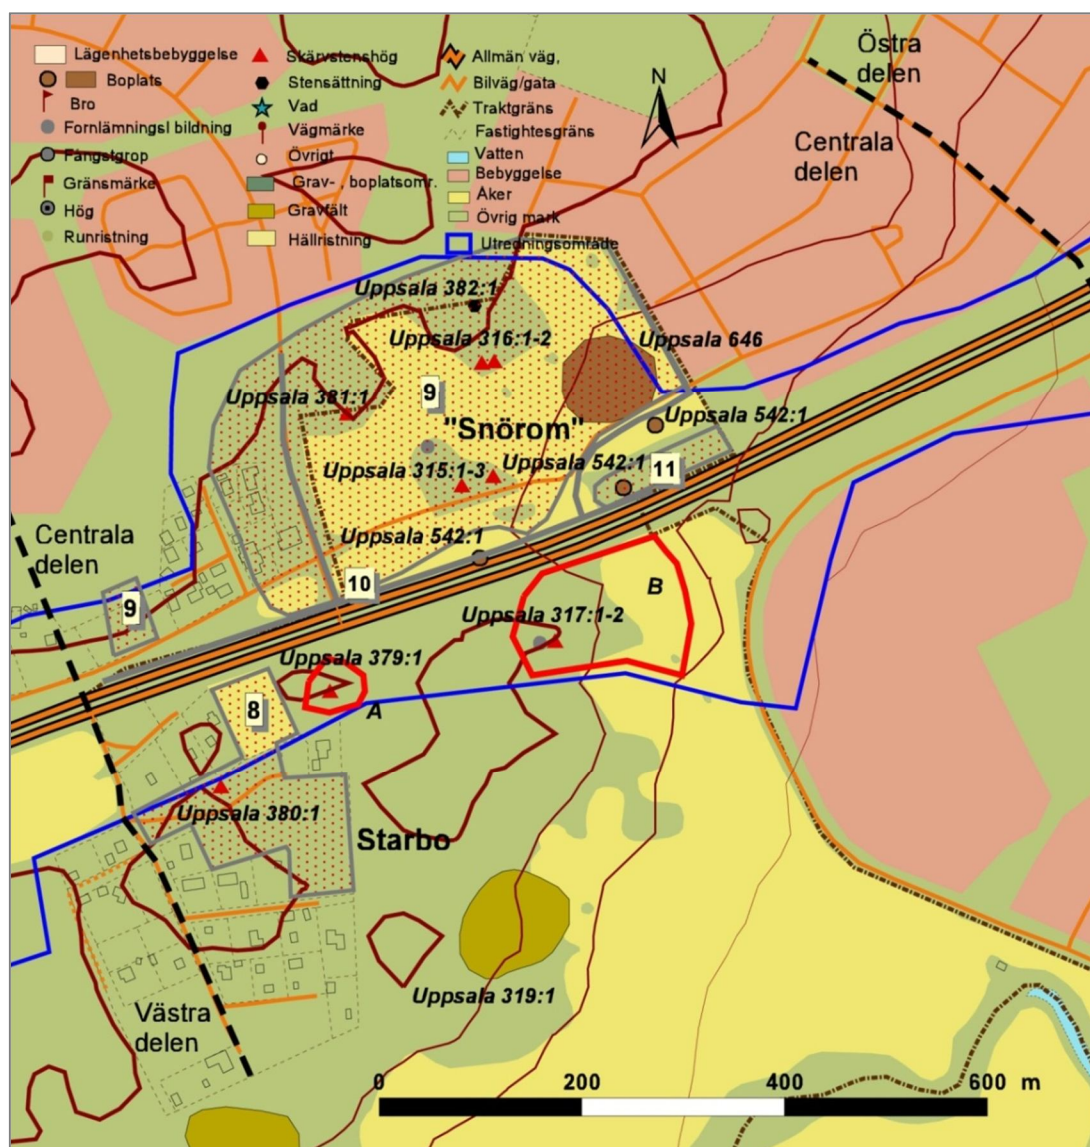 Lägenhetsbebyggelse
Boplats
Bro
Fornlämningsl bildning
Fångstgrop
Gränsmärke
Hög
Runristning
Skärvstenshög
Stensättning
Vad
Vägmärke
Övrigt
Grav- , boplatsomr.
Gravfält
Hällristning
Allmän väg,
Bilväg/gata
Traktgräns
Fastightesgräns
Vatten
Bebyggelse
Åker
Övrig mark
Utredningsområde
N
Östra
delen
Centrala
delen
Uppsala 382:1
Uppsala 316:1-2
Uppsala 646
Uppsala 381:1
9
"Snörom"
Uppsala 542:1
Uppsala 315:1-3
Uppsala 542:1
11
Centrala
delen
Uppsala 542:1
10
B
9
Uppsala 317:1-2
Uppsala 379:1
8
A
Uppsala 380:1
Starbo
Uppsala 319:1
Västra
delen
0 200 400 600 m